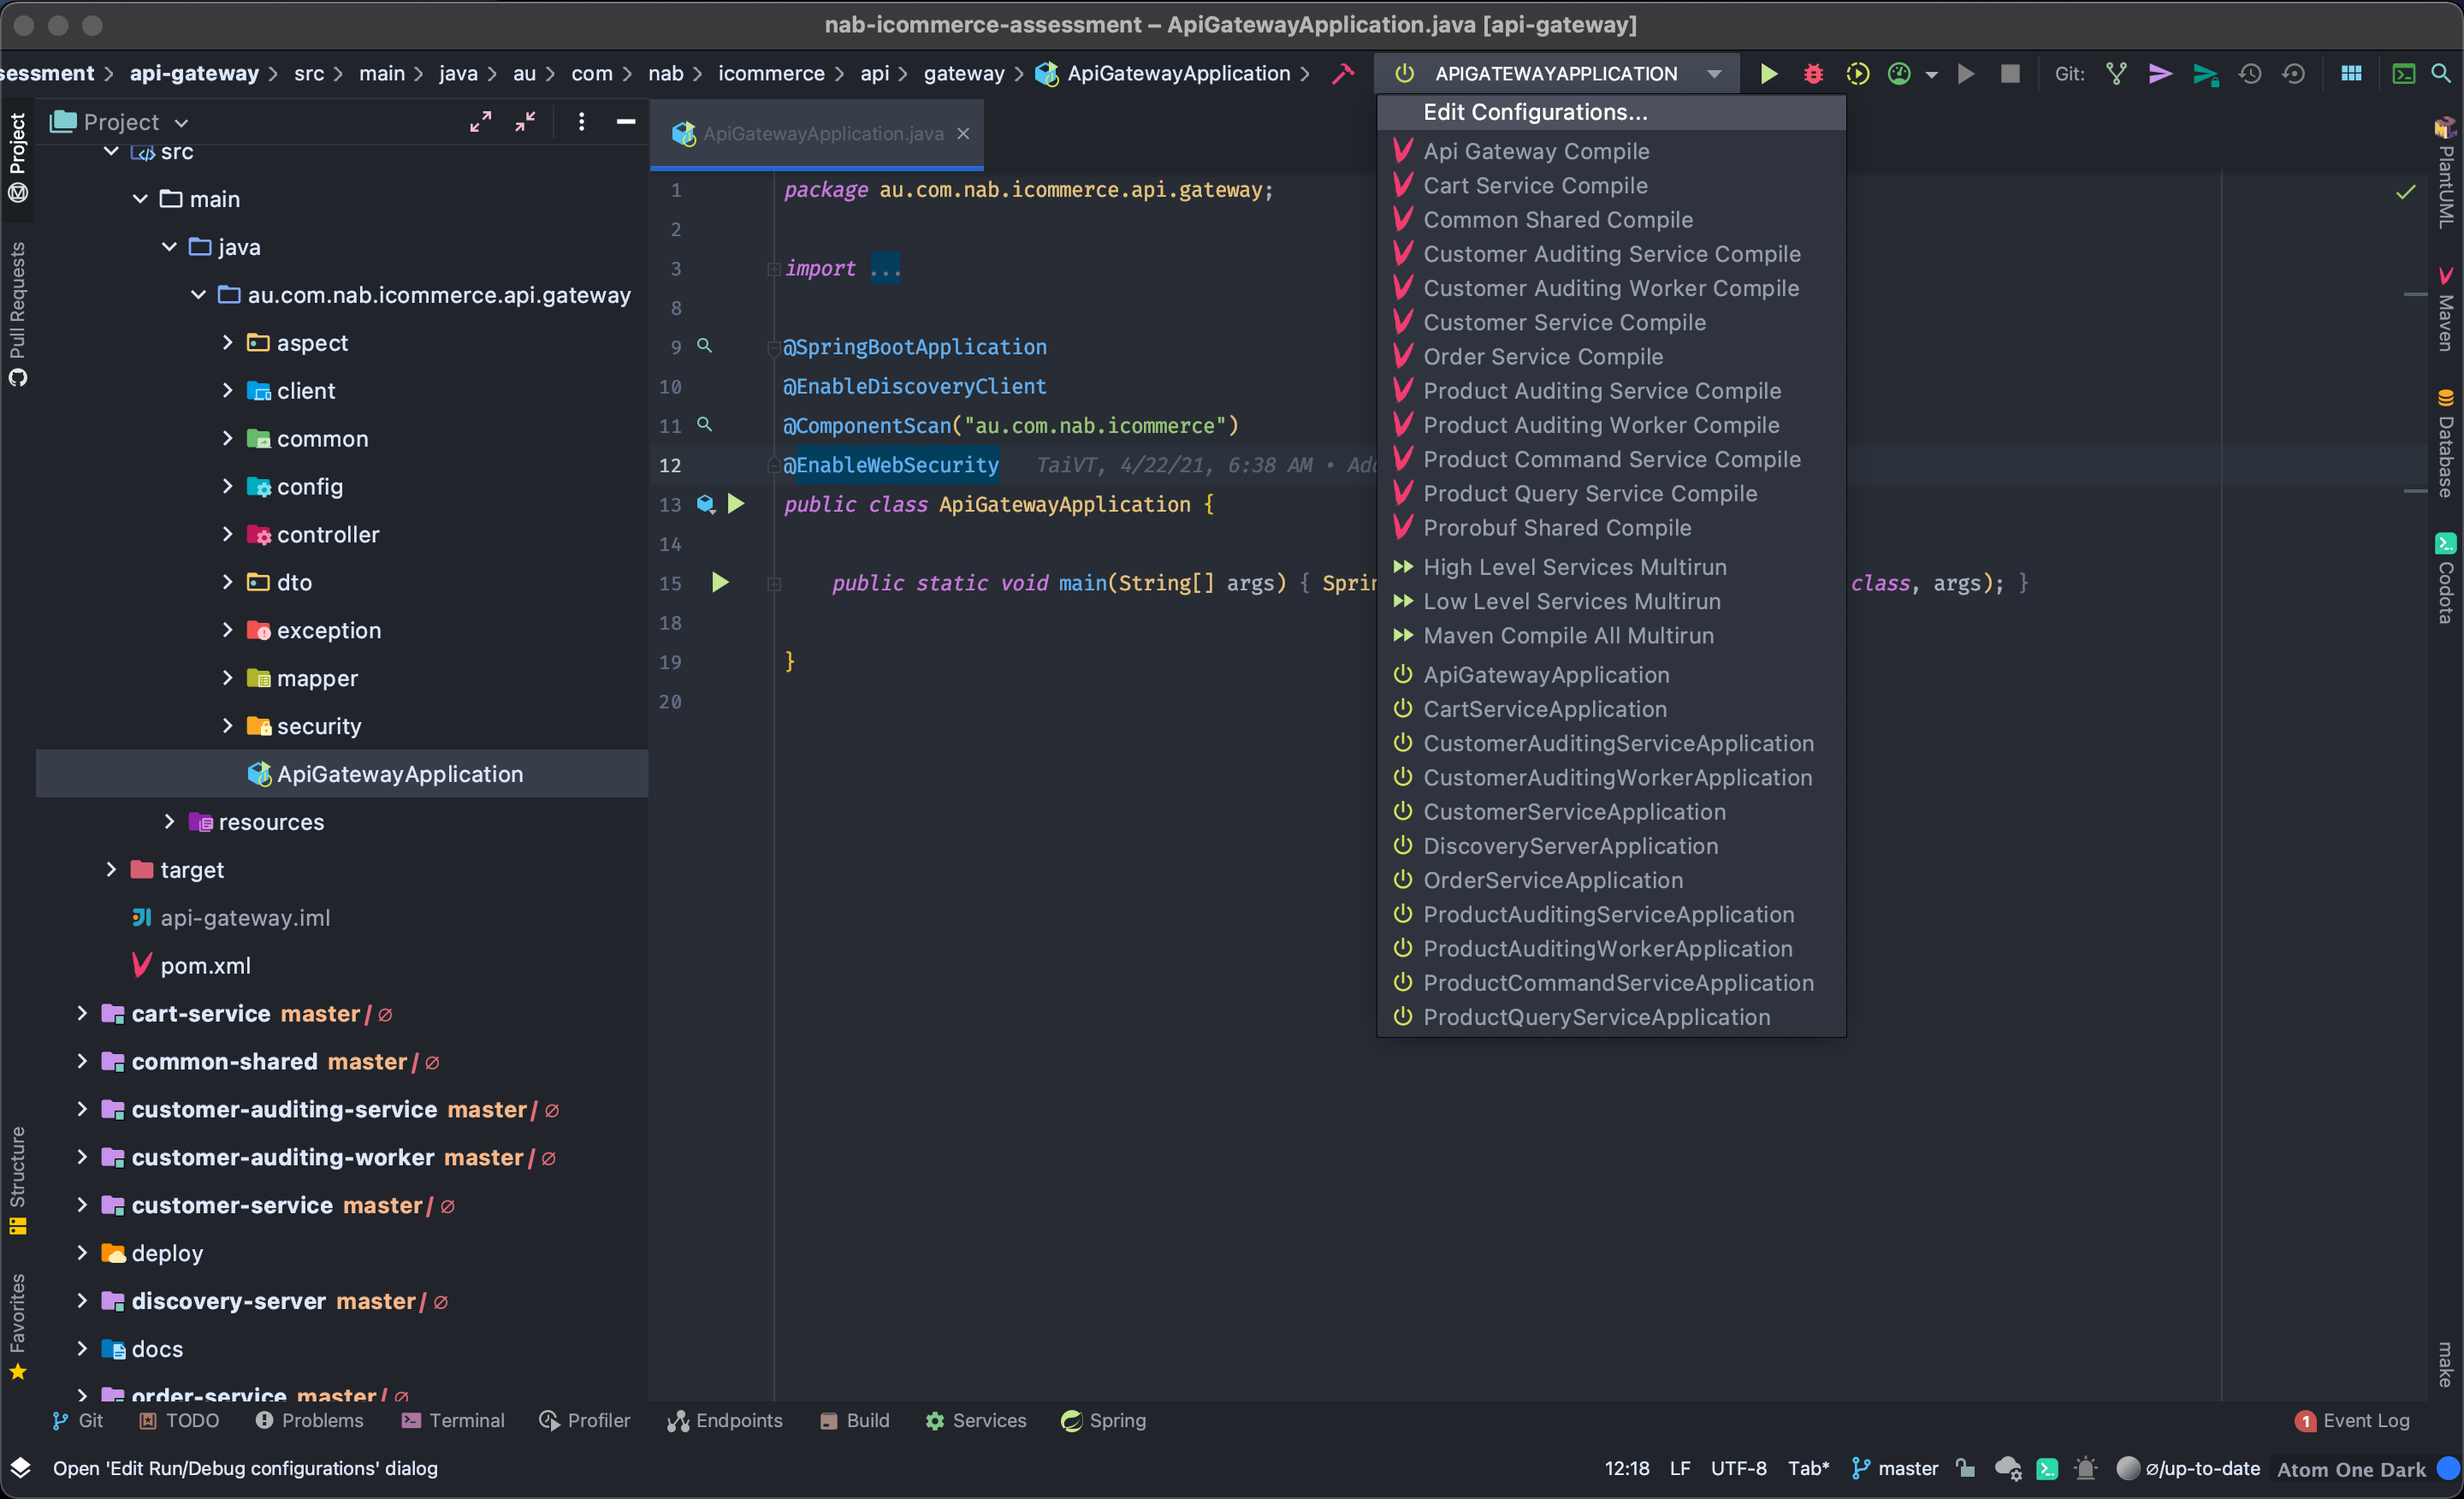 nab-icommerce-assessment – ApiGatewayApplication.java [api-gateway]
sessment > api-gateway > src > main > java > au > com > nab > icommerce > api > gateway > ApiGatewayApplication >
APIGATEWAYAPPLICATION
Git:
Project
Pull Requests
Structure
Favorites
Project
src
main
java
au.com.nab.icommerce.api.gateway
aspect
client
common
config
controller
dto
exception
mapper
security
ApiGatewayApplication
resources
target
api-gateway.iml
pom.xml
cart-service master / ∅
common-shared master / ∅
customer-auditing-service master / ∅
customer-auditing-worker master / ∅
customer-service master / ∅
deploy
discovery-server master / ∅
docs
order-service master / ∅
ApiGatewayApplication.java
1 package au.com.nab.icommerce.api.gateway;
2
3 import ...
8
9 @SpringBootApplication
10 @EnableDiscoveryClient
11 @ComponentScan("au.com.nab.icommerce")
12 @EnableWebSecurity TaiVT, 4/22/21, 6:38 AM •
13 public class ApiGatewayApplication {
14
15 public static void main(String[] args) { Sprin class, args); }
18
19 }
20
Edit Configurations...
Api Gateway Compile
Cart Service Compile
Common Shared Compile
Customer Auditing Service Compile
Customer Auditing Worker Compile
Customer Service Compile
Order Service Compile
Product Auditing Service Compile
Product Auditing Worker Compile
Product Command Service Compile
Product Query Service Compile
Prorobuf Shared Compile
High Level Services Multirun
Low Level Services Multirun
Maven Compile All Multirun
ApiGatewayApplication
CartServiceApplication
CustomerAuditingServiceApplication
CustomerAuditingWorkerApplication
CustomerServiceApplication
DiscoveryServerApplication
OrderServiceApplication
ProductAuditingServiceApplication
ProductAuditingWorkerApplication
ProductCommandServiceApplication
ProductQueryServiceApplication
PlantUML
Maven
Database
Codota
make
Git TODO Problems Terminal Profiler Endpoints Build Services Spring 1 Event Log
Open 'Edit Run/Debug configurations' dialog 12:18 LF UTF-8 Tab* master ∅/up-to-date Atom One Dark